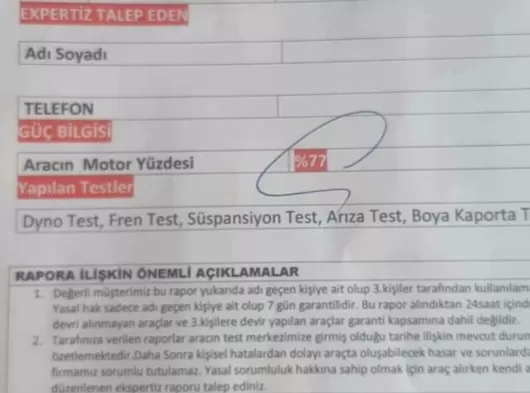 EXPERTİZ TALEP EDEN
Adı Soyadı
TELEFON
GÜÇ BİLGİSİ
Aracın Motor Yüzdesi %77
Yapılan Testler
Dyno Test, Fren Test, Süspansiyon Test, Arıza Test, Boya Kaporta T
RAPORA İLİŞKİN ÖNEMLİ AÇIKLAMALAR
1. Değerli müşterimiz bu rapor yukarıda adı geçen kişiye ait olup 3.kişiler tarafından kullanılam
Yasal hak sadece adı geçen kişiye ait olup 7 gün garantilidir. Bu rapor alındıktan 24saat içind
devri alınmayan araçlar ve 3.kişilere devir yapılan araçlar garanti kapsamına dahil değildir.
2. Tarafınıza verilen raporlar aracın test merkezimize girmiş olduğu tarihe ilişkin mevcut durun
özetlemektedir.Daha Sonra kişisel hatalardan dolayı araçta oluşabilecek hasar ve sorunlarda
firmamız sorumlu tutulamaz. Yasal sorumluluk hakkına sahip olmak için araç alırken kendi a
düzenlenen ekspertiz raporu talep ediniz.